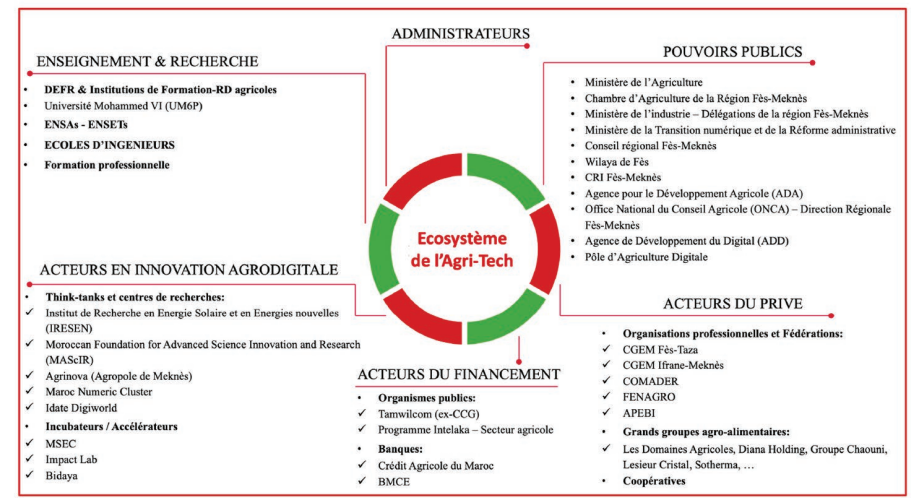 ADMINISTRATEURS
ENSEIGNEMENT & RECHERCHE
• DEFR & Institutions de Formation-RD agricoles
• Université Mohammed VI (UM6P)
• ENSAs - ENSETs
• ECOLES D’INGENIEURS
• Formation professionnelle
POUVOIRS PUBLICS
• Ministère de l’Agriculture
• Chambre d’Agriculture de la Région Fès-Meknès
• Ministère de l’industrie – Délégations de la région Fès-Meknès
• Ministère de la Transition numérique et de la Réforme administrative
• Conseil régional Fès-Meknès
• Wilaya de Fès
• CRI Fès-Meknès
• Agence pour le Développement Agricole (ADA)
• Office National du Conseil Agricole (ONCA) – Direction Régionale
Fès-Meknès
• Agence de Développement du Digital (ADD)
• Pôle d’Agriculture Digitale
Ecosystème
de l’Agri-Tech
ACTEURS EN INNOVATION AGRODIGITALE
• Think-tanks et centres de recherches:
✓ Institut de Recherche en Energie Solaire et en Energies nouvelles
(IRESEN)
✓ Moroccan Foundation for Advanced Science Innovation and Research
(MAScIR)
✓ Agrinova (Agropole de Meknès)
✓ Maroc Numeric Cluster
✓ Idate Digiworld
• Incubateurs / Accélérateurs
✓ MSEC
✓ Impact Lab
✓ Bidaya
ACTEURS DU FINANCEMENT
• Organismes publics:
✓ Tamwilcom (ex-CCG)
✓ Programme Intelaka – Secteur agricole
• Banques:
✓ Crédit Agricole du Maroc
✓ BMCE
ACTEURS DU PRIVE
• Organisations professionnelles et Fédérations:
✓ CGEM Fès-Taza
✓ CGEM Ifrane-Meknès
✓ COMADER
✓ FENAGRO
✓ APEBI
• Grands groupes agro-alimentaires:
✓ Les Domaines Agricoles, Diana Holding, Groupe Chaouni,
Lesieur Cristal, Sotherma, …
• Coopératives